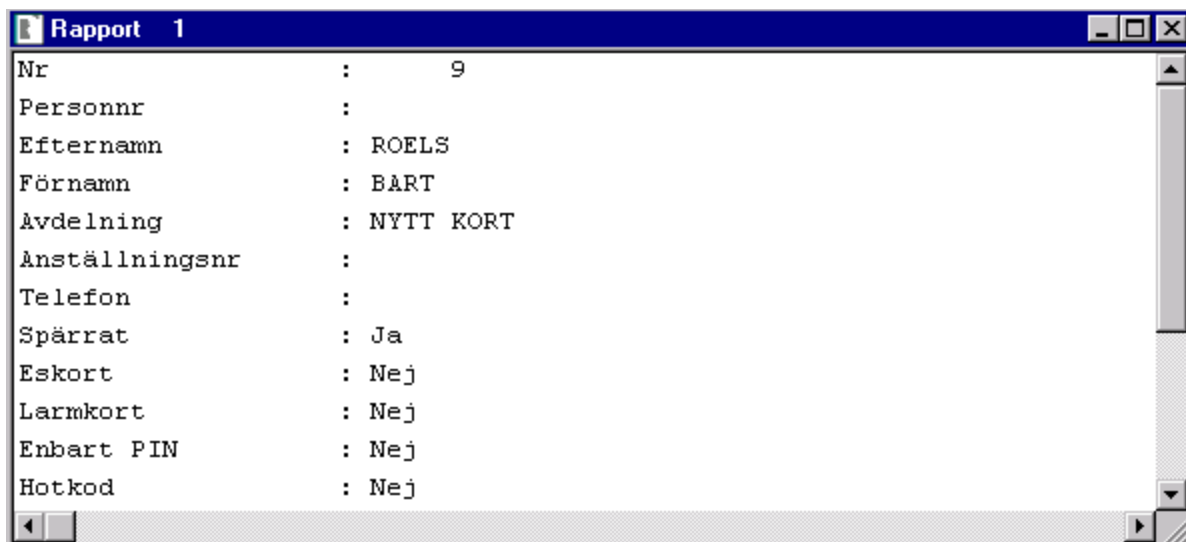 Rapport 1
Nr : 9
Personnr :
Efternamn : ROELS
Förnamn : BART
Avdelning : NYTT KORT
Anställningsnr :
Telefon :
Spärrat : Ja
Eskort : Nej
Larmkort : Nej
Enbart PIN : Nej
Hotkod : Nej